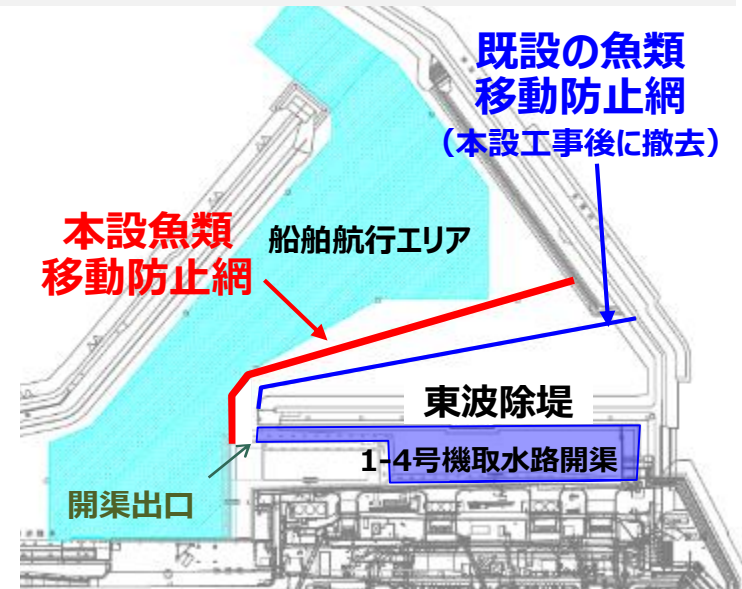 既設の魚類
移動防止網
（本設工事後に撤去）
本設魚類
移動防止網
船舶航行エリア
東波除堤
1-4号機取水路開渠
開渠出口